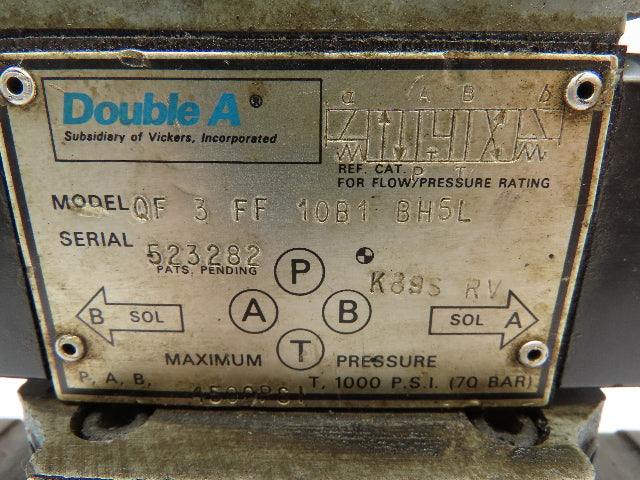 Double A®
Subsidiary of Vickers, Incorporated
a A B b
P T
REF. CAT.
FOR FLOW/PRESSURE RATING
MODEL QF 3 FF 10B1 BH5L
SERIAL 523282
PATS. PENDING
P
K89S RV
A B
B SOL
SOL A
T
MAXIMUM PRESSURE
P, A, B, 4500PSI T, 1000 P.S.I. (70 BAR)